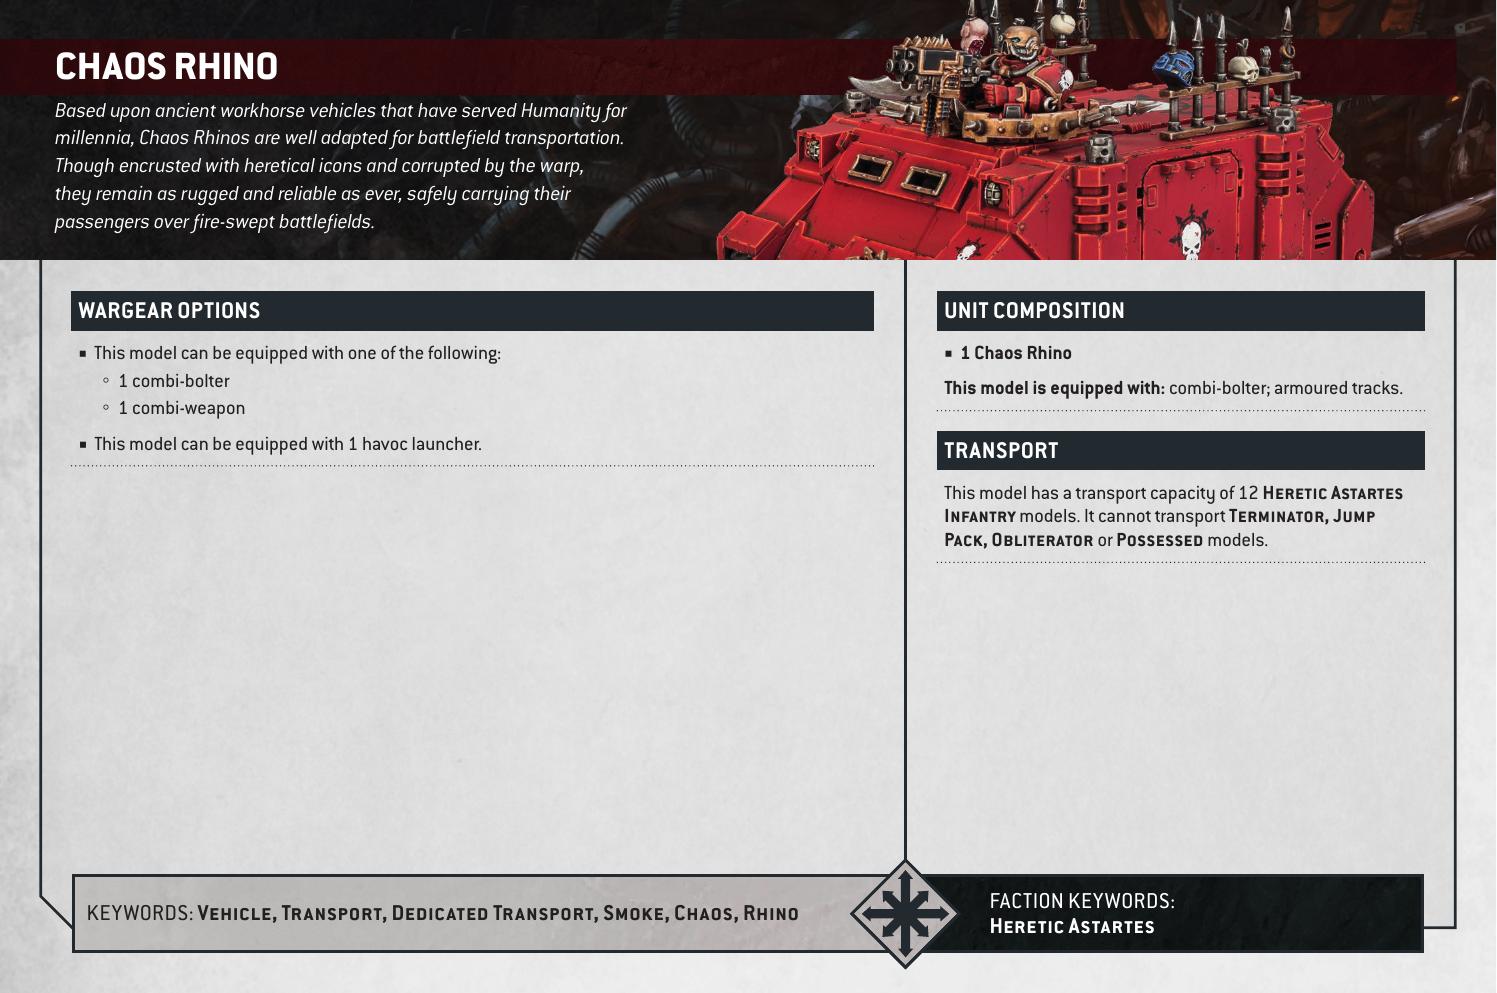 CHAOS RHINO
Based upon ancient workhorse vehicles that have served Humanity for
millennia, Chaos Rhinos are well adapted for battlefield transportation.
Though encrusted with heretical icons and corrupted by the warp,
they remain as rugged and reliable as ever, safely carrying their
passengers over fire-swept battlefields.
WARGEAR OPTIONS
■ This model can be equipped with one of the following:
◦ 1 combi-bolter
◦ 1 combi-weapon
■ This model can be equipped with 1 havoc launcher.
UNIT COMPOSITION
■ 1 Chaos Rhino
This model is equipped with: combi-bolter; armoured tracks.
TRANSPORT
This model has a transport capacity of 12 HERETIC ASTARTES
INFANTRY models. It cannot transport TERMINATOR, JUMP
PACK, OBLITERATOR or POSSESSED models.
KEYWORDS: VEHICLE, TRANSPORT, DEDICATED TRANSPORT, SMOKE, CHAOS, RHINO
FACTION KEYWORDS:
HERETIC ASTARTES